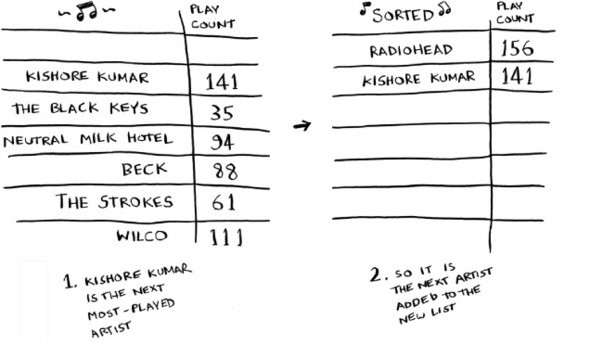 PLAY
COUNT
KISHORE KUMAR 141
THE BLACK KEYS 35
NEUTRAL MILK HOTEL 94
BECK 88
THE STROKES 61
WILCO 111
1. KISHORE KUMAR
IS THE NEXT
MOST-PLAYED
ARTIST
SORTED
PLAY
COUNT
RADIOHEAD 156
KISHORE KUMAR 141
2. SO IT IS
THE NEXT ARTIST
ADDED TO THE
NEW LIST